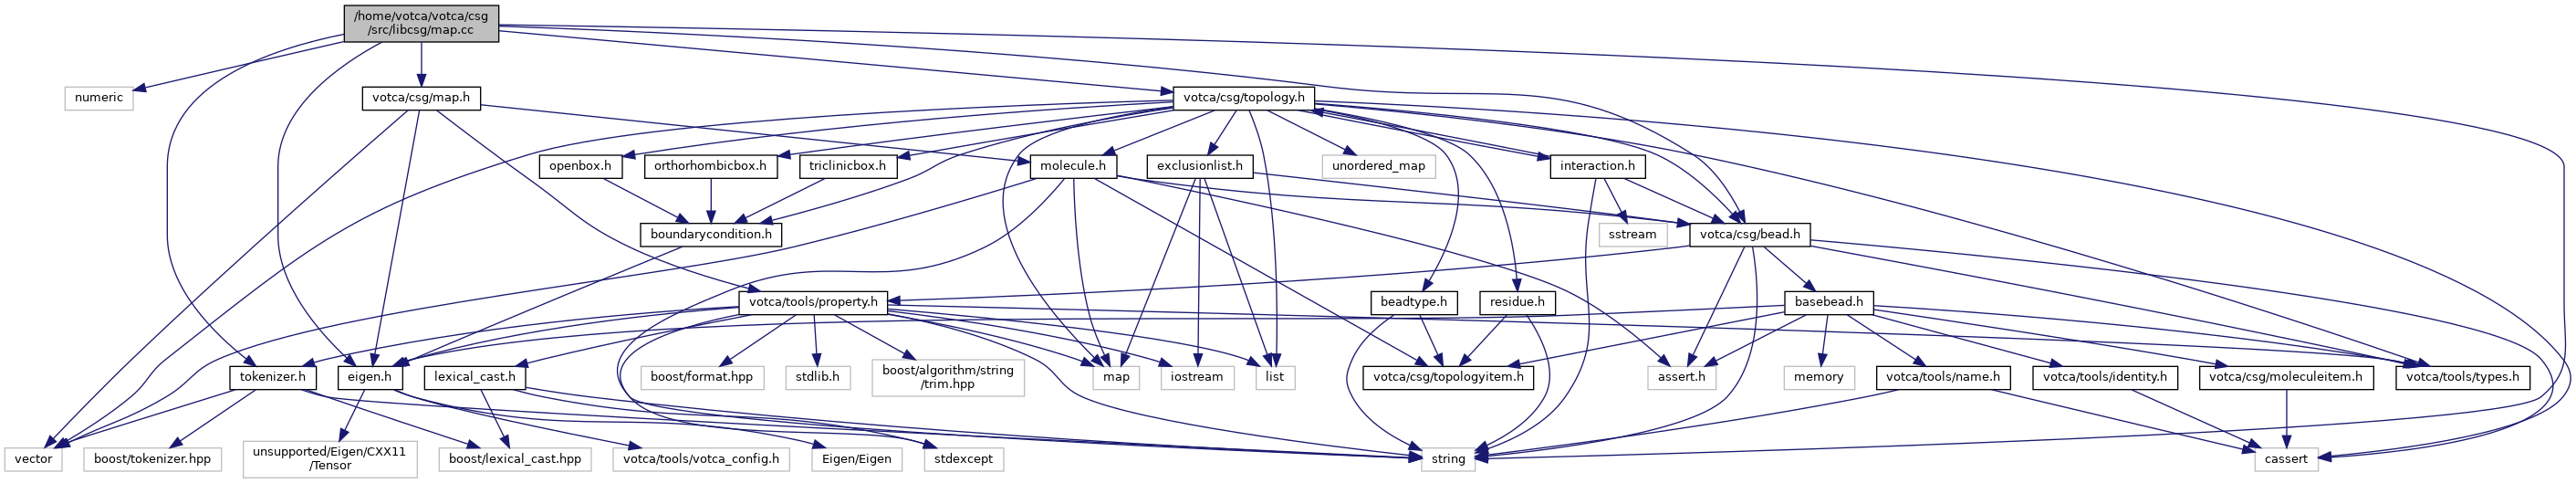 /home/votca/votca/csg
/src/libcsg/map.cc
numeric
votca/csg/map.h
votca/csg/topology.h
openbox.h
orthorhombicbox.h
triclinicbox.h
molecule.h
exclusionlist.h
unordered_map
interaction.h
boundarycondition.h
sstream
votca/csg/bead.h
votca/tools/property.h
beadtype.h
residue.h
basebead.h
tokenizer.h
eigen.h
lexical_cast.h
boost/format.hpp
stdlib.h
boost/algorithm/string
/trim.hpp
map
iostream
list
votca/csg/topologyitem.h
assert.h
memory
votca/tools/name.h
votca/tools/identity.h
votca/csg/moleculeitem.h
votca/tools/types.h
vector
boost/tokenizer.hpp
unsupported/Eigen/CXX11
/Tensor
boost/lexical_cast.hpp
votca/tools/votca_config.h
Eigen/Eigen
stdexcept
string
cassert